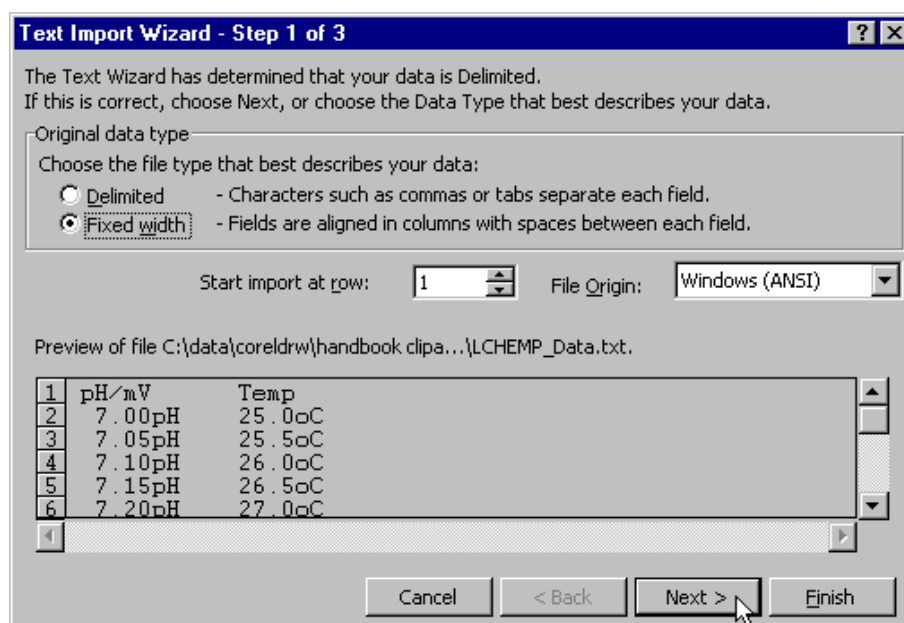 Text Import Wizard - Step 1 of 3
The Text Wizard has determined that your data is Delimited.
If this is correct, choose Next, or choose the Data Type that best describes your data.
Original data type
Choose the file type that best describes your data:
Delimited - Characters such as commas or tabs separate each field.
Fixed width - Fields are aligned in columns with spaces between each field.
Start import at row: 1 File Origin: Windows (ANSI)
Preview of file C:\data\coreldrw\handbook clipa...\LCHEMP_Data.txt.
1 pH/mV Temp
2 7.00pH 25.0oC
3 7.05pH 25.5oC
4 7.10pH 26.0oC
5 7.15pH 26.5oC
6 7.20pH 27.0oC
Cancel < Back Next > Finish